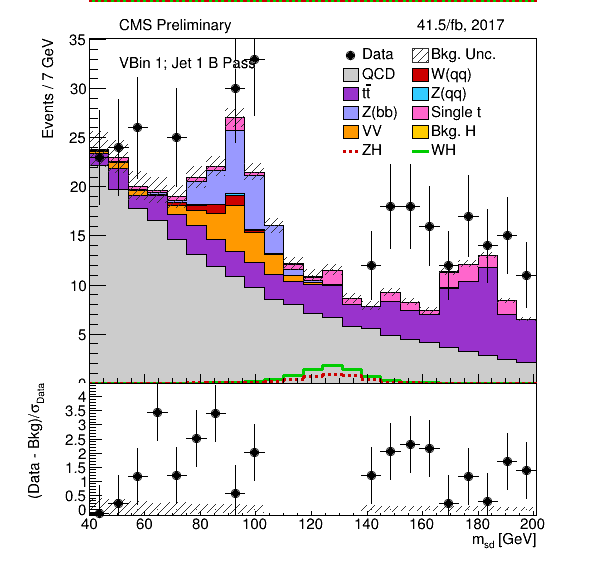 CMS Preliminary 41.5/fb, 2017
Events / 7 GeV
VBin 1; Jet 1 B Pass
Data Bkg. Unc.
QCD W(qq)
tt̄ Z(qq)
Z(bb) Single t
VV Bkg. H
ZH WH
35
30
25
20
15
10
5
0
(Data - Bkg)/σData
4
3.5
3
2.5
2
1.5
1
0.5
0
40 60 80 100 120 140 160 180 200
msd [GeV]